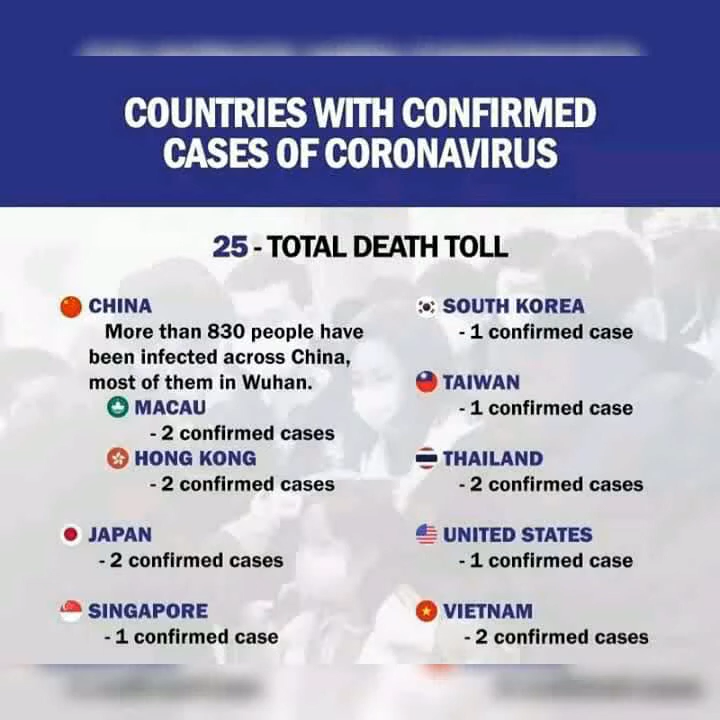 COUNTRIES WITH CONFIRMED
CASES OF CORONAVIRUS
25 - TOTAL DEATH TOLL
CHINA
More than 830 people have
been infected across China,
most of them in Wuhan.
MACAU
- 2 confirmed cases
HONG KONG
- 2 confirmed cases
JAPAN
- 2 confirmed cases
SINGAPORE
- 1 confirmed case
SOUTH KOREA
- 1 confirmed case
TAIWAN
- 1 confirmed case
THAILAND
- 2 confirmed cases
UNITED STATES
- 1 confirmed case
VIETNAM
- 2 confirmed cases